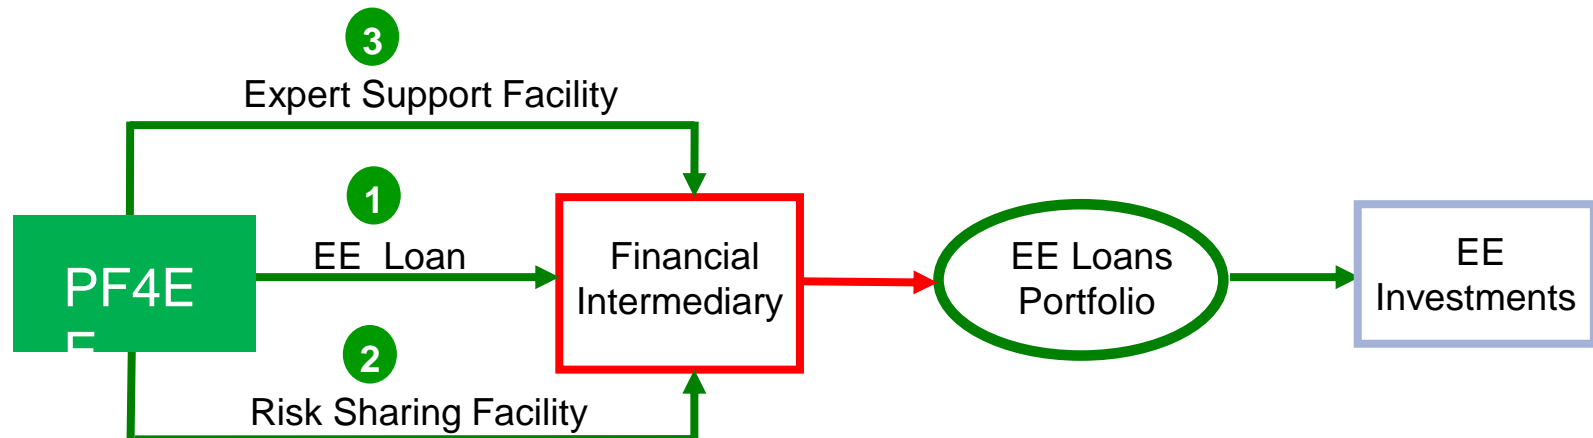 3
Expert Support Facility
1
EE Loan
PF4E
E
Financial
Intermediary
EE Loans
Portfolio
EE
Investments
2
Risk Sharing Facility